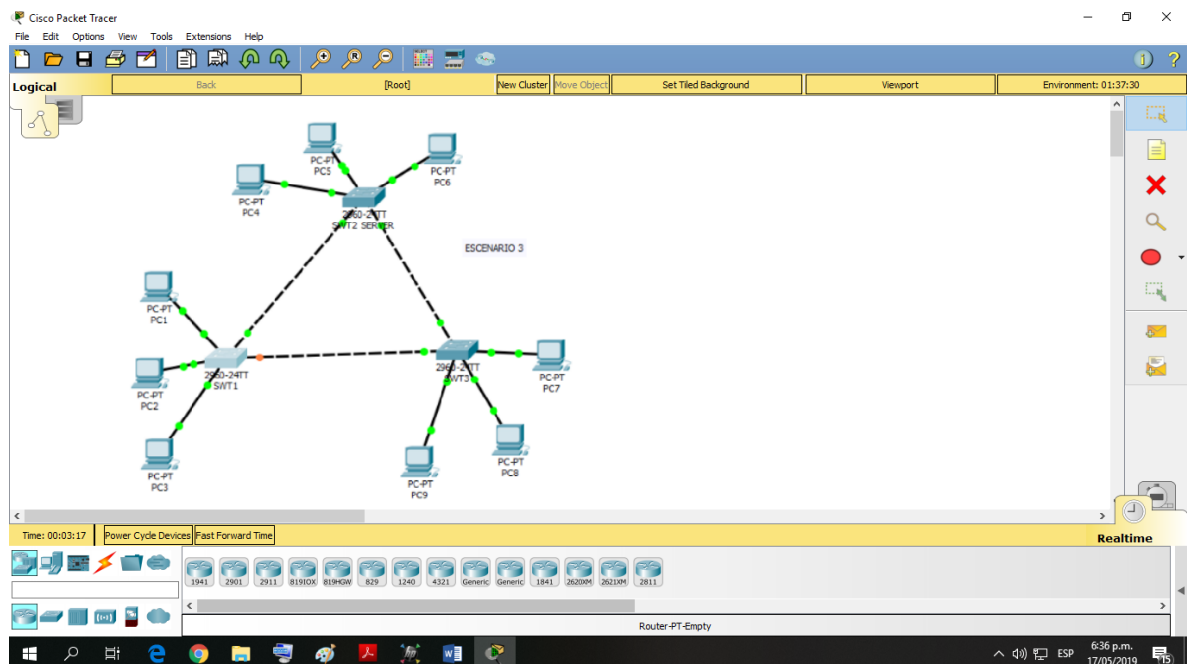 Cisco Packet Tracer
File Edit Options View Tools Extensions Help
Logical Back [Root] New Cluster Move Object Set Tiled Background Viewport Environment: 01:37:30
PC-PT
PC5
PC-PT
PC6
PC-PT
PC4
2960-24TT
SWT2 SERVER
ESCENARIO 3
PC-PT
PC1
2960-24TT
SWT1
2960-24TT
SWT3
PC-PT
PC7
PC-PT
PC2
PC-PT
PC8
PC-PT
PC3
PC-PT
PC9
Time: 00:03:17 Power Cycle Devices Fast Forward Time Realtime
1941 2901 2911 819IOX 819HGW 829 1240 4321 Generic Generic 1841 2620XM 2621XM 2811
Router-PT-Empty
ESP 6:36 p.m.
17/05/2019 15